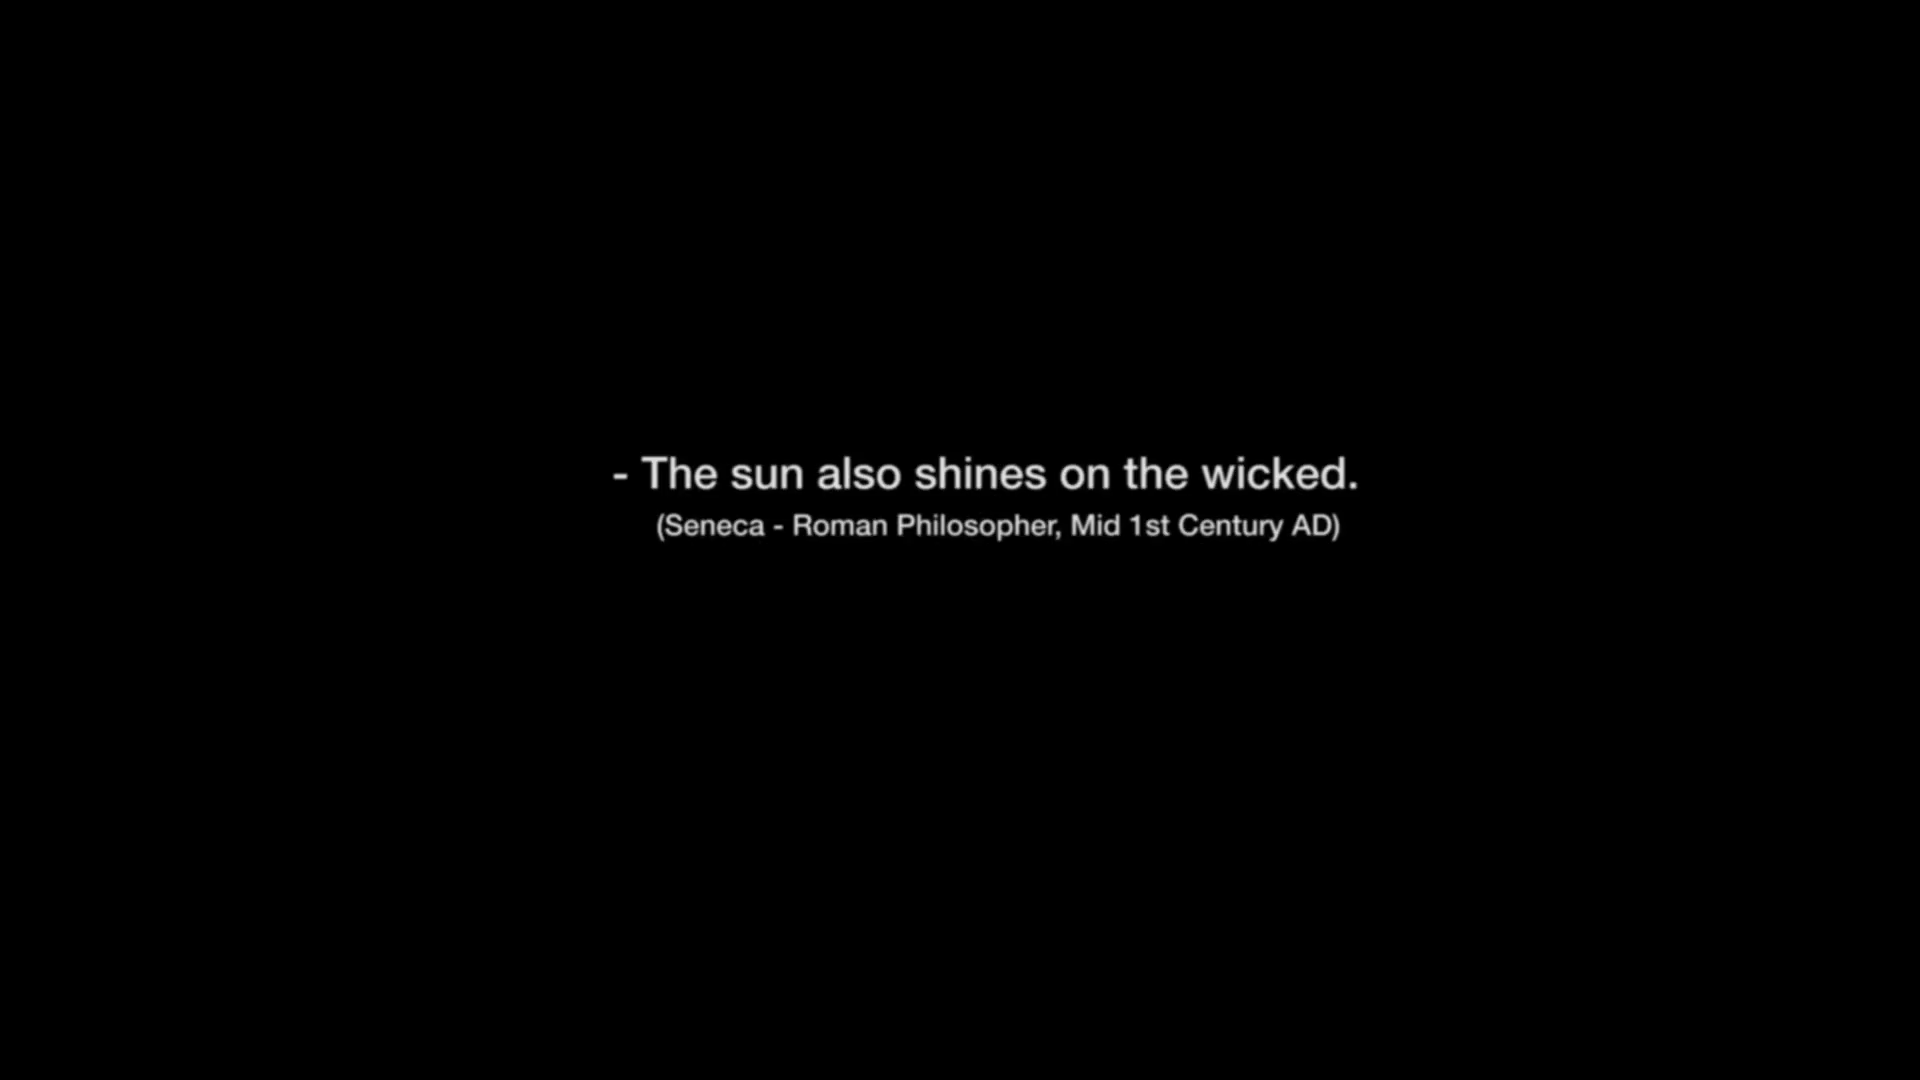 - The sun also shines on the wicked.
(Seneca - Roman Philosopher, Mid 1st Century AD)